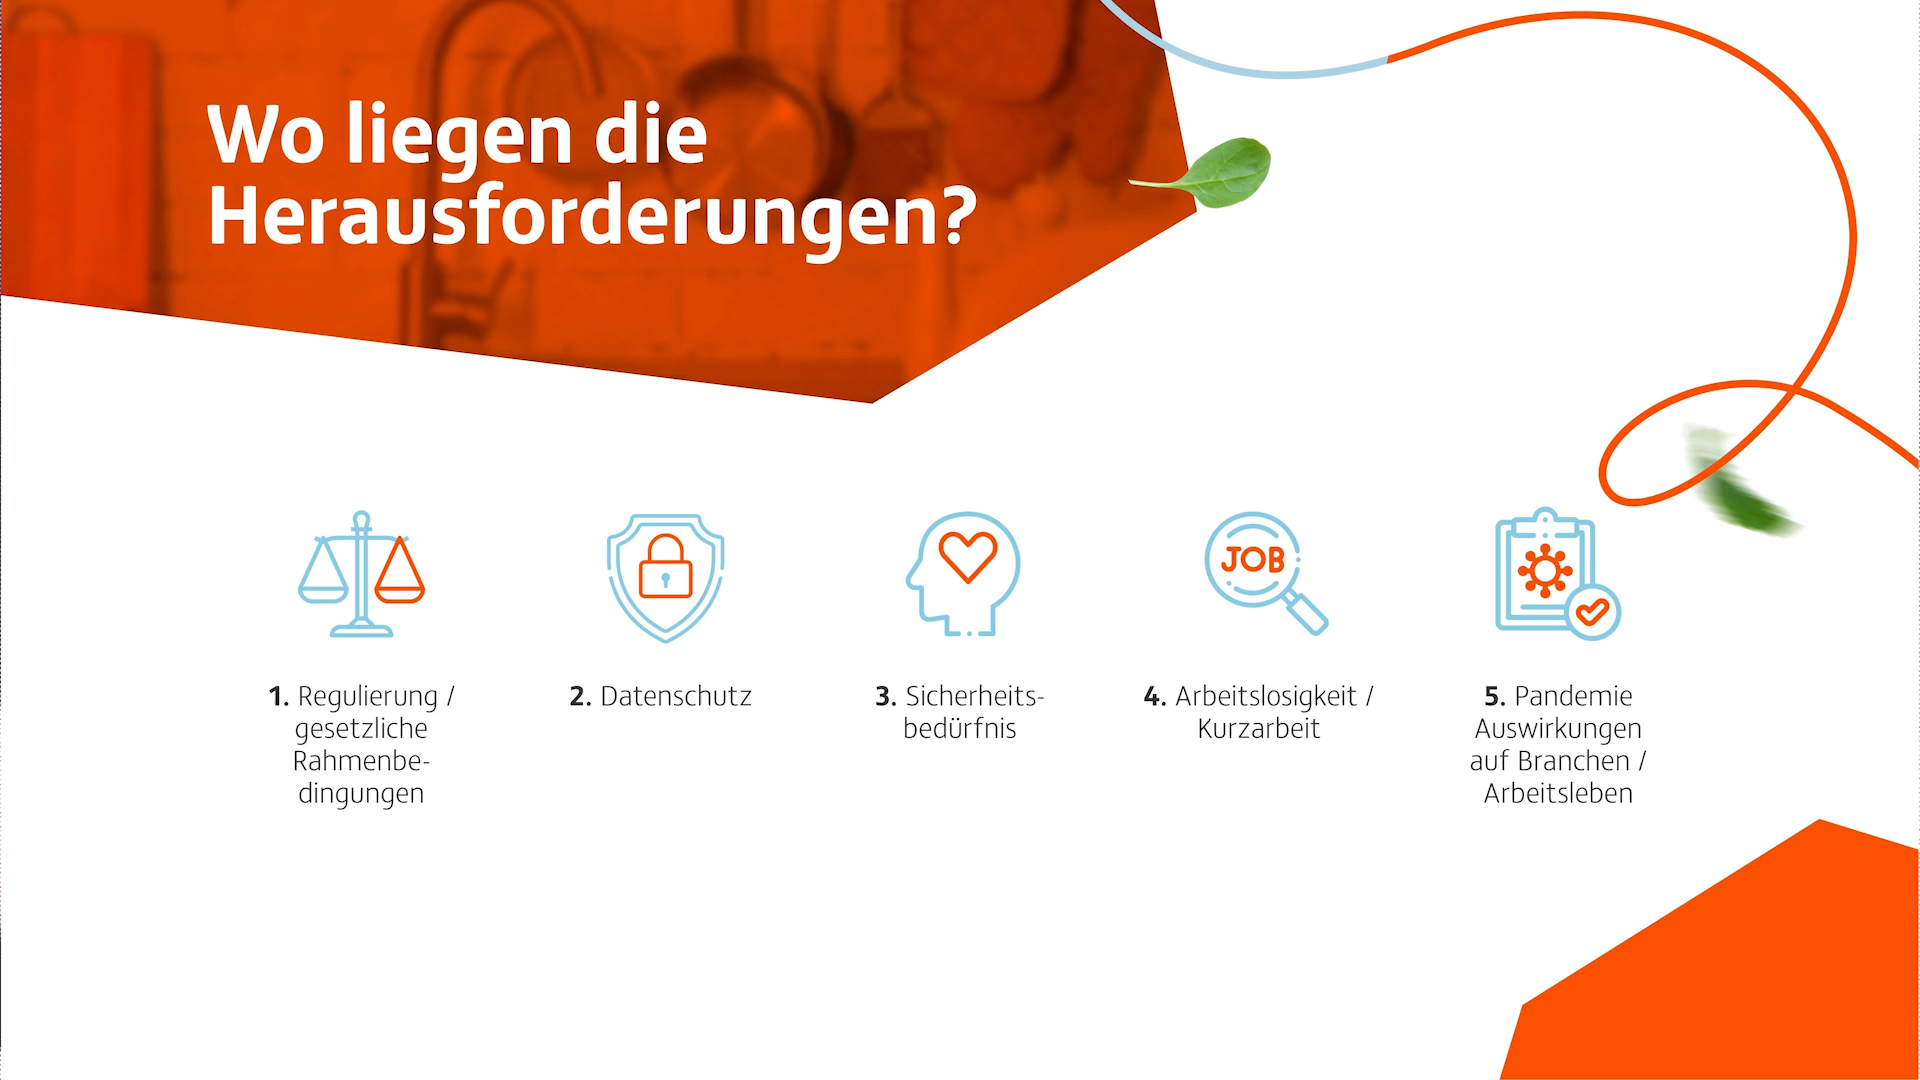 Wo liegen die
Herausforderungen?
JOB
1. Regulierung /
gesetzliche
Rahmenbe-
dingungen
2. Datenschutz
3. Sicherheits-
bedürfnis
4. Arbeitslosigkeit /
Kurzarbeit
5. Pandemie
Auswirkungen
auf Branchen /
Arbeitsleben